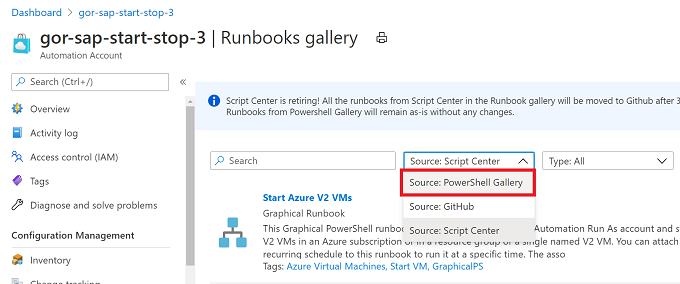 Dashboard > gor-sap-start-stop-3
gor-sap-start-stop-3 | Runbooks gallery
Automation Account
Search (Ctrl+/)
«
Overview
Activity log
Access control (IAM)
Tags
Diagnose and solve problems
Configuration Management
Inventory
Change tracking
Script Center is retiring! All the runbooks from Script Center in the Runbook gallery will be moved to Github after 3
Runbooks from Powershell Gallery will remain as-is without any changes.
Search
Source: Script Center
Type: All
Source: PowerShell Gallery
Source: GitHub
Source: Script Center
Start Azure V2 VMs
Graphical Runbook
This Graphical PowerShell runbo Automation Run As account and st
V2 VMs in an Azure subscription or in a resource group or a single named V2 VM. You can attach
recurring schedule to this runbook to run it at a specific time. The asso
Tags: Azure Virtual Machines, Start VM, GraphicalPS